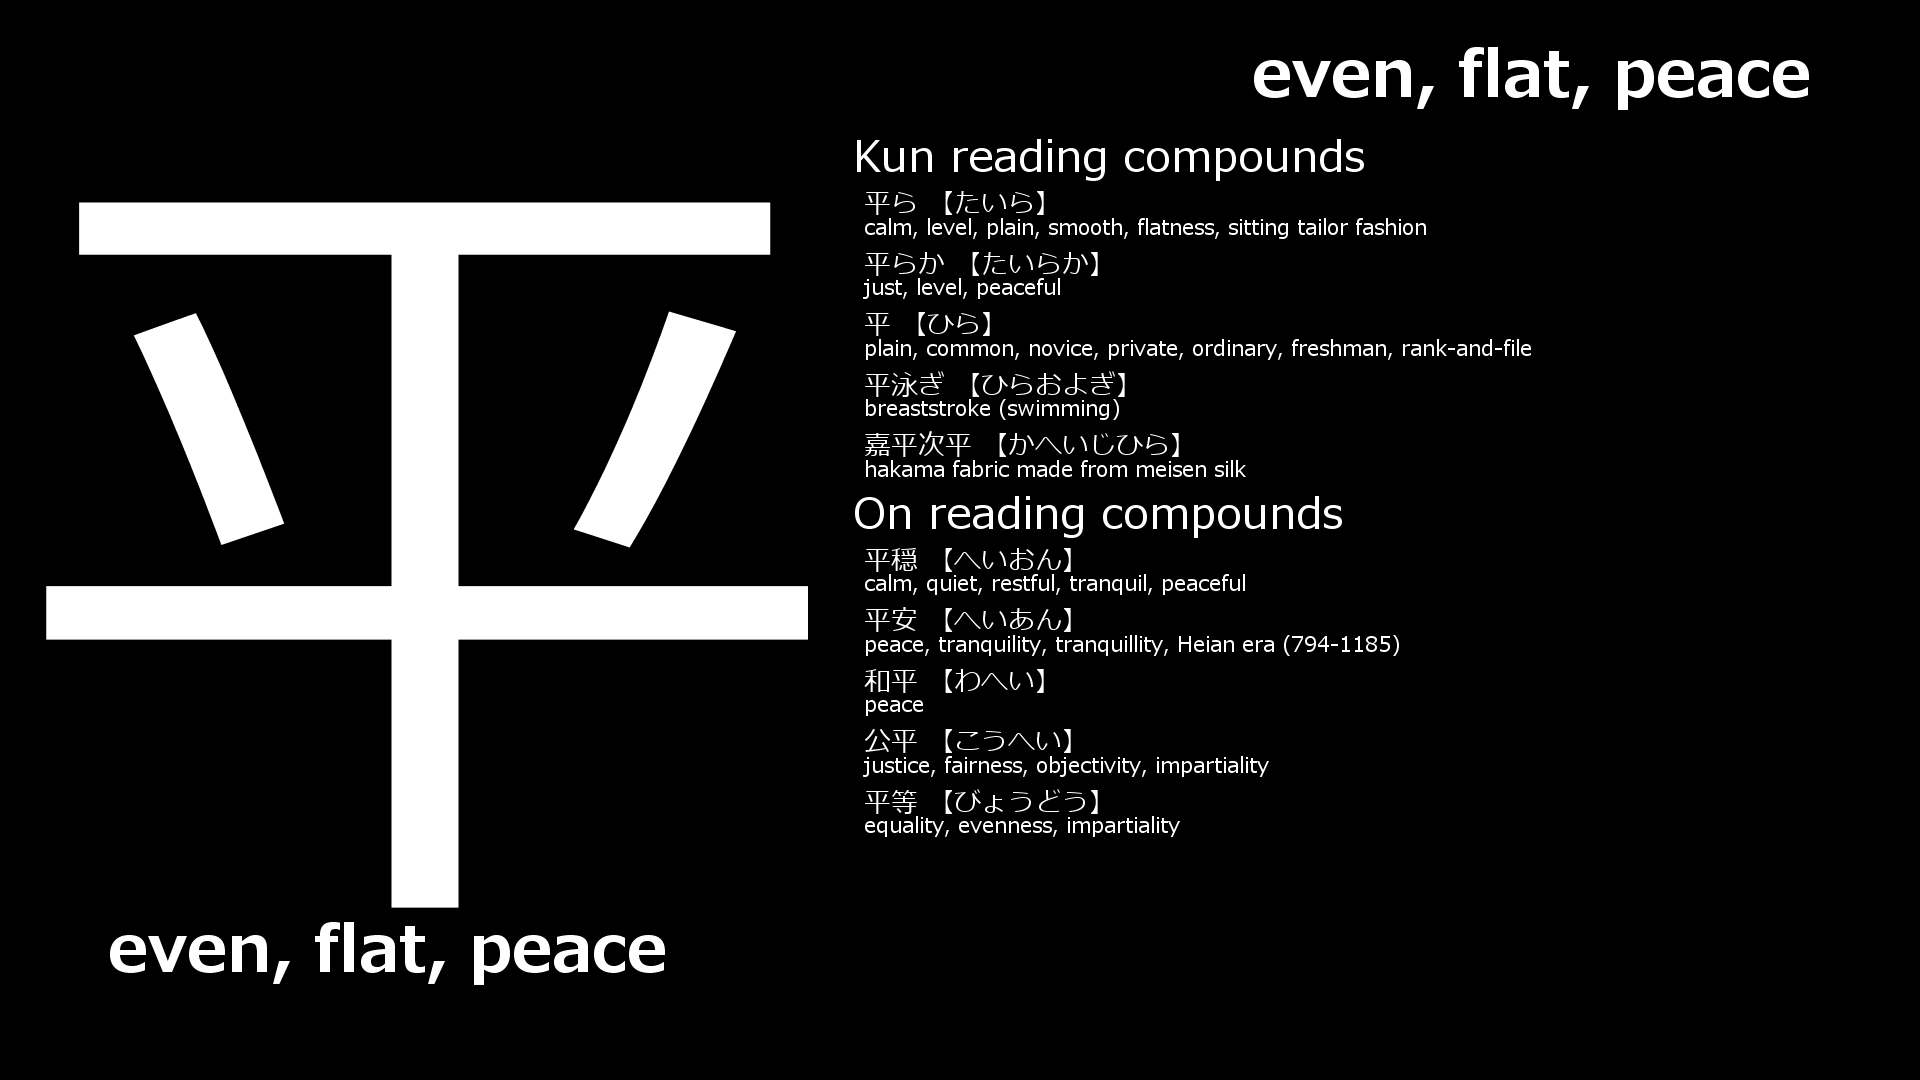 even, flat, peace
平
even, flat, peace
Kun reading compounds
平ら 【たいら】
calm, level, plain, smooth, flatness, sitting tailor fashion
平らか 【たいらか】
just, level, peaceful
平 【ひら】
plain, common, novice, private, ordinary, freshman, rank-and-file
平泳ぎ 【ひらおよぎ】
breaststroke (swimming)
嘉平次平 【かへいじひら】
hakama fabric made from meisen silk
On reading compounds
平穏 【へいおん】
calm, quiet, restful, tranquil, peaceful
平安 【へいあん】
peace, tranquility, tranquillity, Heian era (794-1185)
和平 【わへい】
peace
公平 【こうへい】
justice, fairness, objectivity, impartiality
平等 【びょうどう】
equality, evenness, impartiality